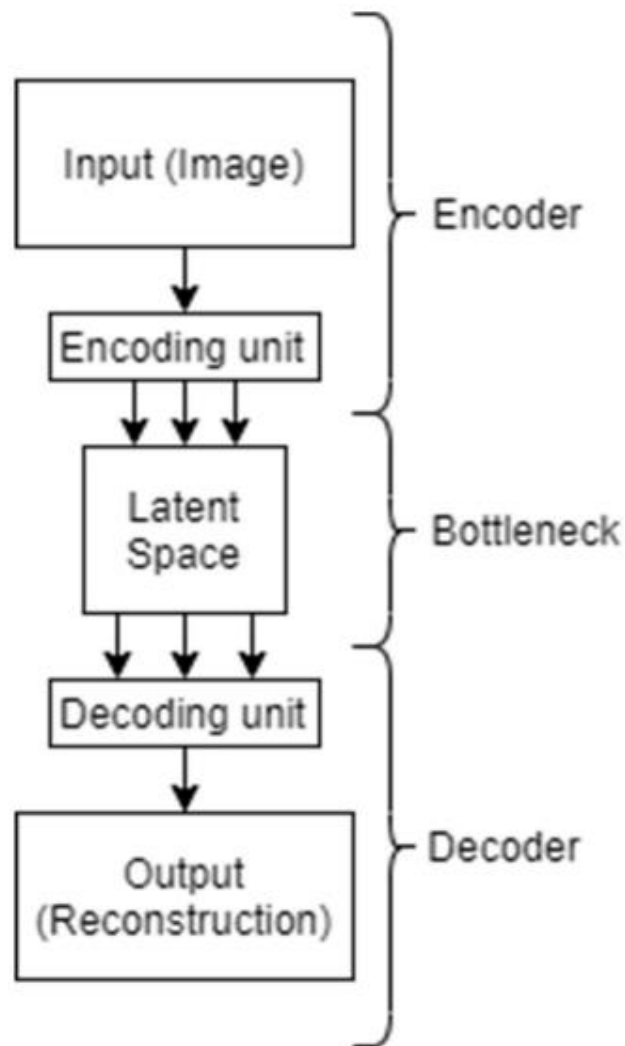 Input (Image)
Encoder
Encoding unit
Latent
Space
Bottleneck
Decoding unit
Decoder
Output
(Reconstruction)